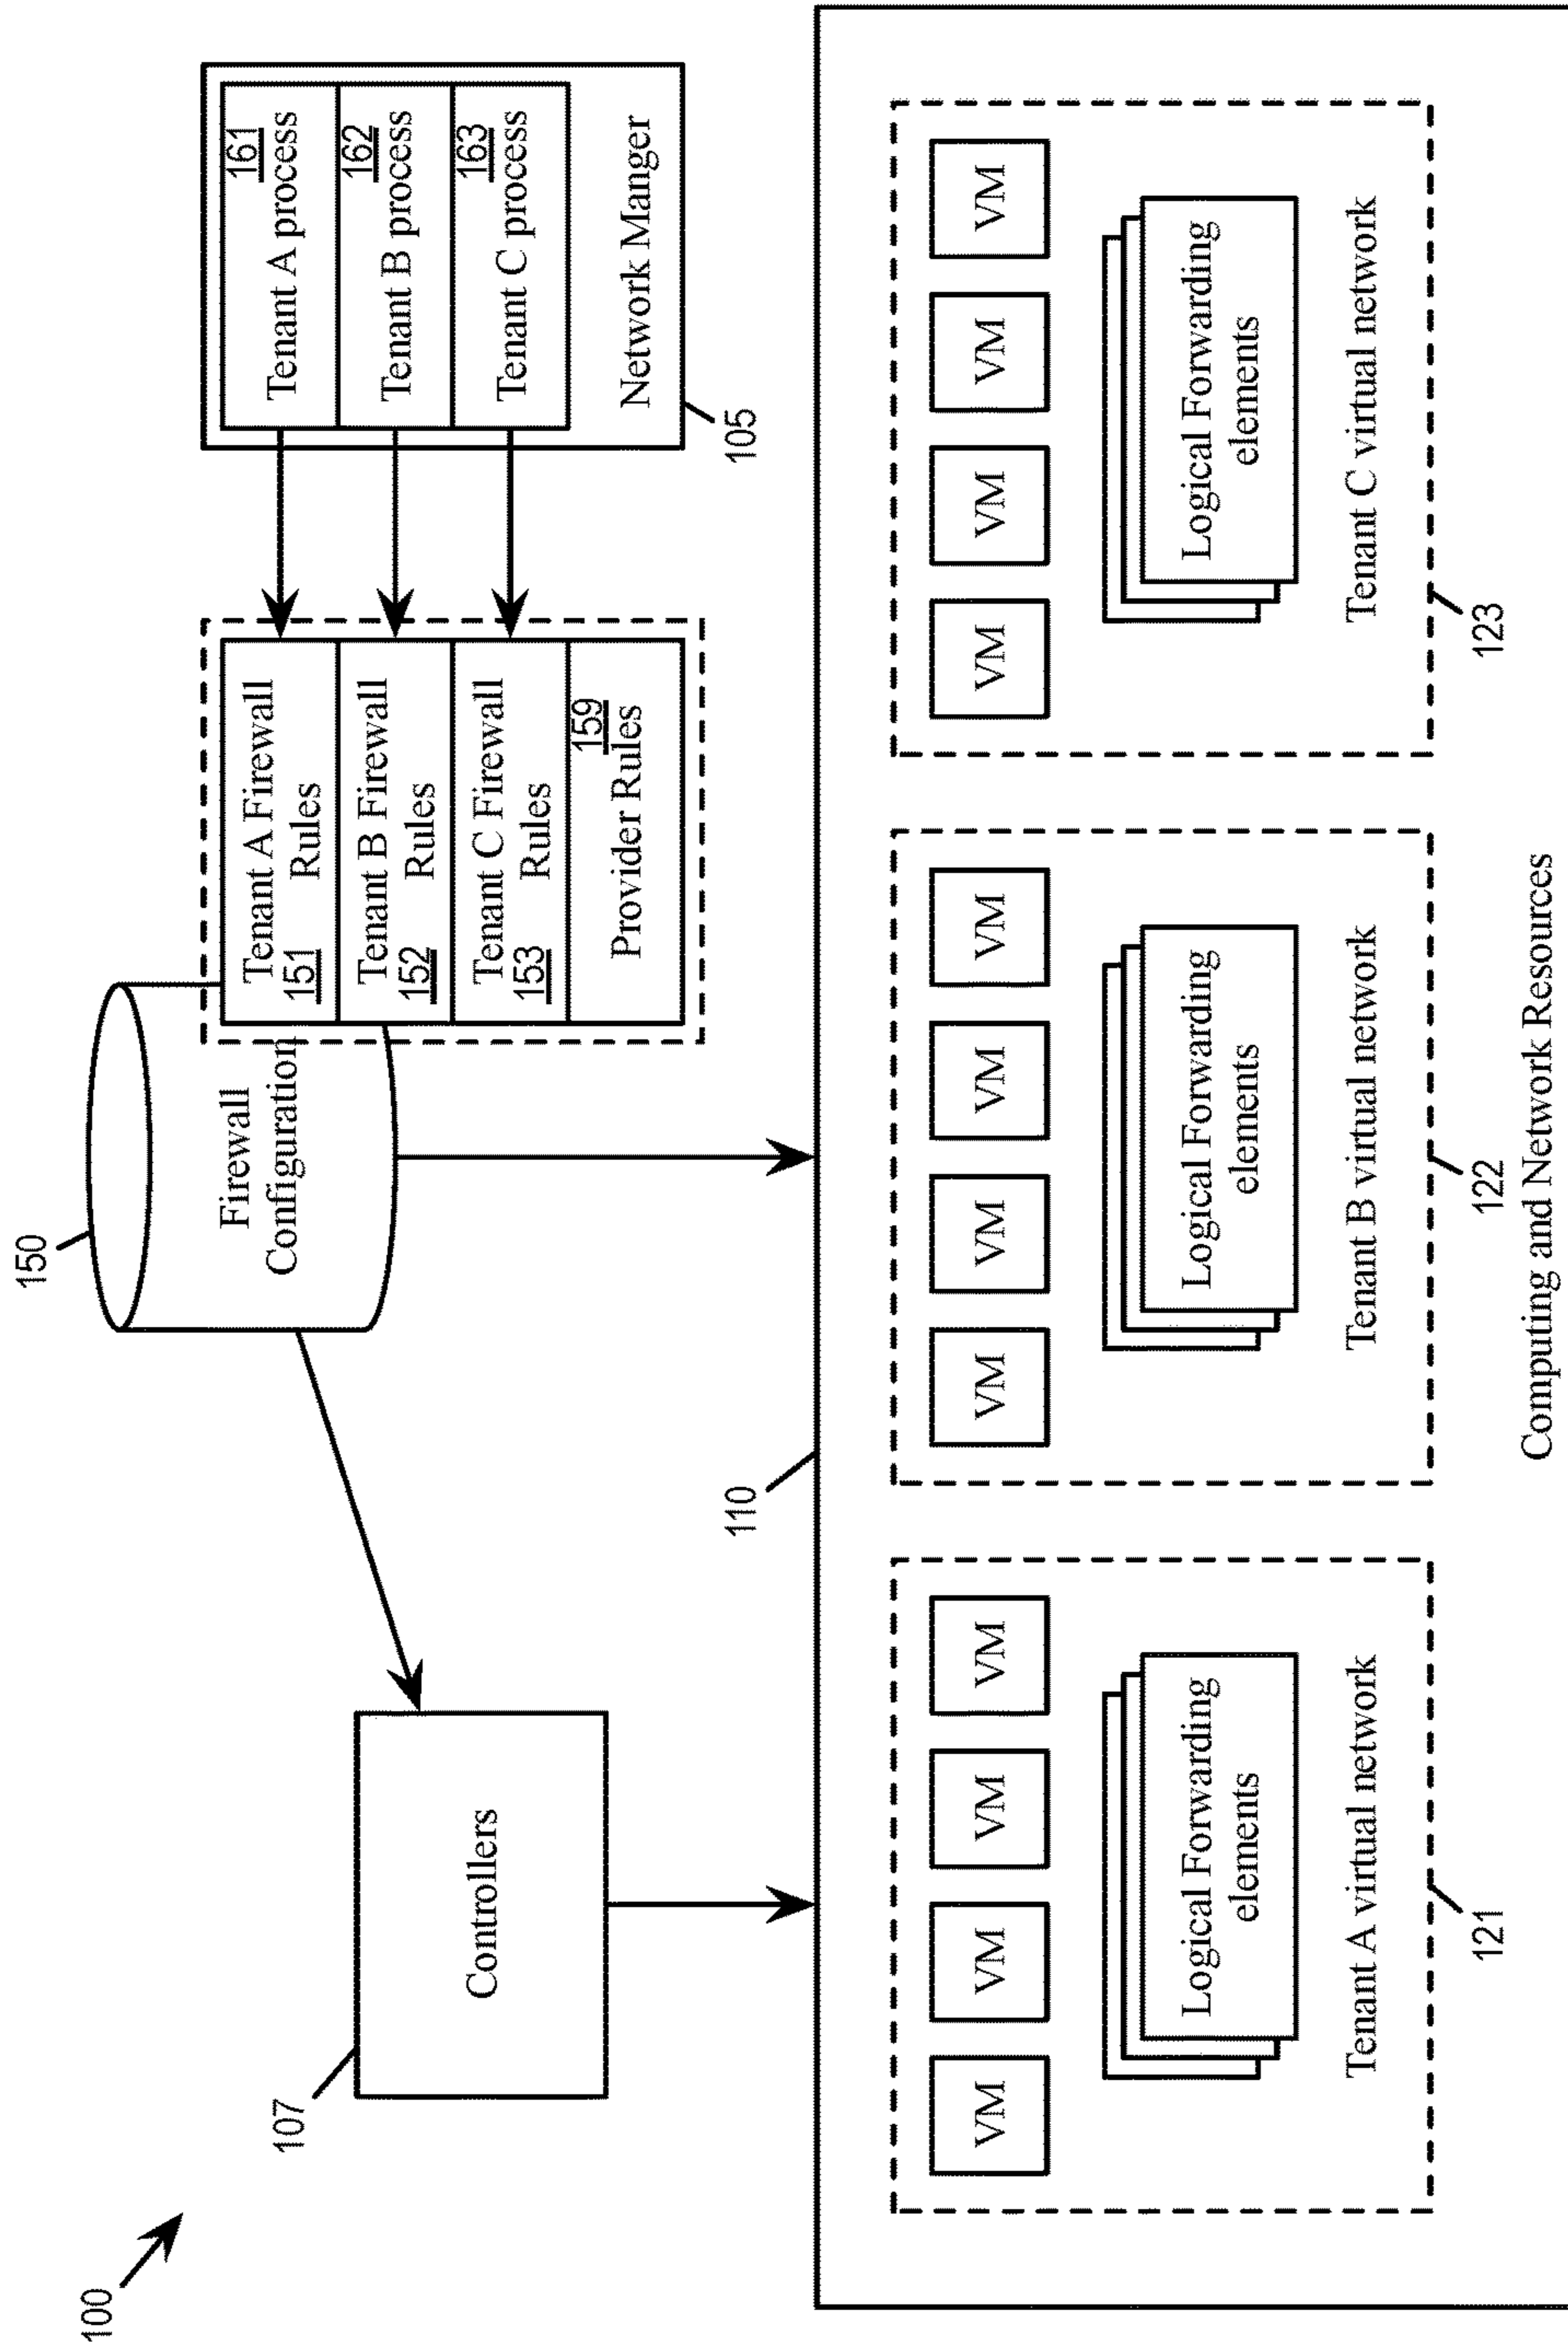 100
150
Firewall
Configuration
Tenant A Firewall
151 Rules
Tenant B Firewall
152 Rules
Tenant C Firewall
153 Rules
159
Provider Rules
161
Tenant A process
162
Tenant B process
163
Tenant C process
Network Manger
105
107
Controllers
110
VM VM VM VM
Logical Forwarding
elements
Tenant A virtual network
121
VM VM VM VM
Logical Forwarding
elements
Tenant B virtual network
122
VM VM VM VM
Logical Forwarding
elements
Tenant C virtual network
123
Computing and Network Resources